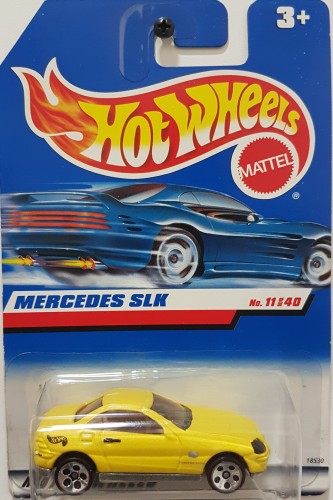 3+
Hot Wheels
®
MATTEL
MERCEDES SLK
No. 11 OF 40
18530